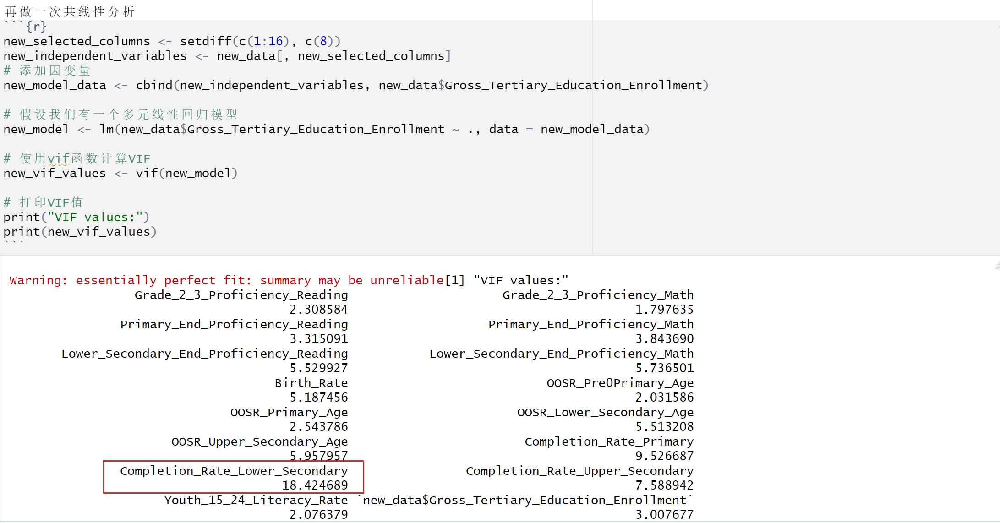 再做一次共线性分析
```{r}
new_selected_columns <- setdiff(c(1:16), c(8))
new_independent_variables <- new_data[, new_selected_columns]
# 添加因变量
new_model_data <- cbind(new_independent_variables, new_data$Gross_Tertiary_Education_Enrollment)
# 假设我们有一个多元线性回归模型
new_model <- lm(new_data$Gross_Tertiary_Education_Enrollment ~ ., data = new_model_data)
# 使用vif函数计算VIF
new_vif_values <- vif(new_model)
# 打印VIF值
print("VIF values:")
print(new_vif_values)
```
Warning: essentially perfect fit: summary may be unreliable[1] "VIF values:"
Grade_2_3_Proficiency_Reading Grade_2_3_Proficiency_Math
2.308584 1.797635
Primary_End_Proficiency_Reading Primary_End_Proficiency_Math
3.315091 3.843690
Lower_Secondary_End_Proficiency_Reading Lower_Secondary_End_Proficiency_Math
5.529927 5.736501
Birth_Rate OOSR_Pre0Primary_Age
5.187456 2.031586
OOSR_Primary_Age OOSR_Lower_Secondary_Age
2.543786 5.513208
OOSR_Upper_Secondary_Age Completion_Rate_Primary
5.957957 9.526687
Completion_Rate_Lower_Secondary Completion_Rate_Upper_Secondary
18.424689 7.588942
Youth_15_24_Literacy_Rate `new_data$Gross_Tertiary_Education_Enrollment`
2.076379 3.007677